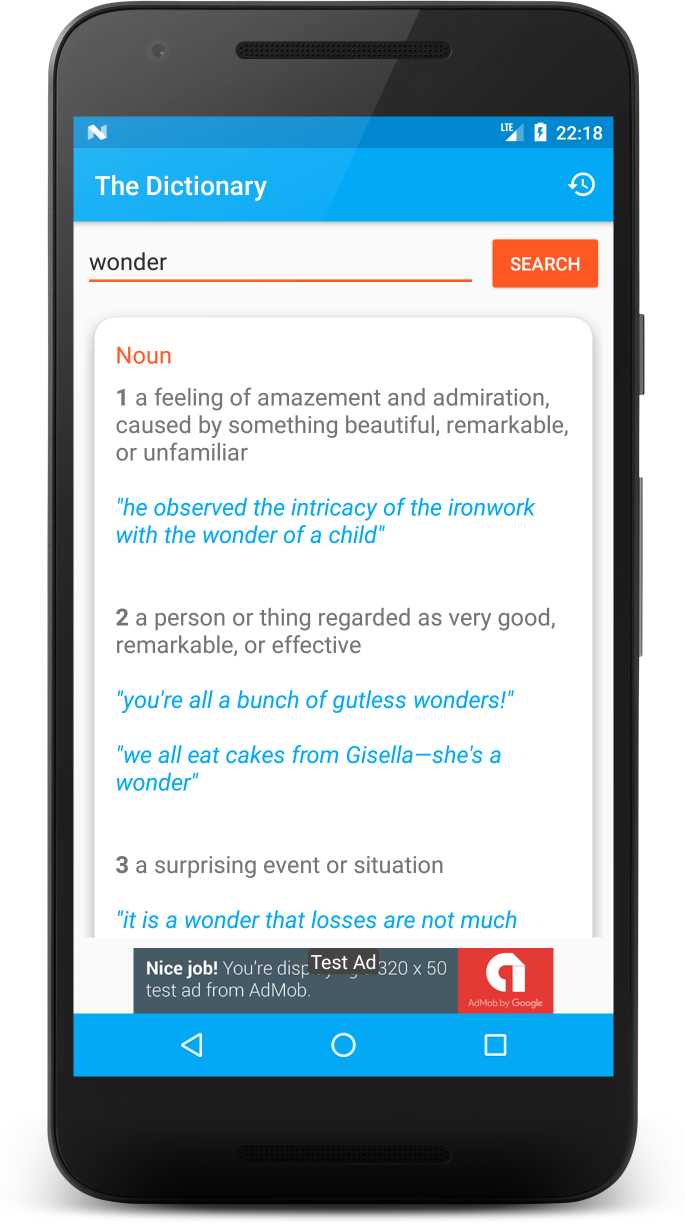 LTE 22:18
The Dictionary
wonder
SEARCH
Noun
1 a feeling of amazement and admiration,
caused by something beautiful, remarkable,
or unfamiliar
"he observed the intricacy of the ironwork
with the wonder of a child"
2 a person or thing regarded as very good,
remarkable, or effective
"you're all a bunch of gutless wonders!"
"we all eat cakes from Gisella—she's a
wonder"
3 a surprising event or situation
"it is a wonder that losses are not much
Test Ad
Nice job! You're 320 x 50
test ad from AdMob.
AdMob by Google